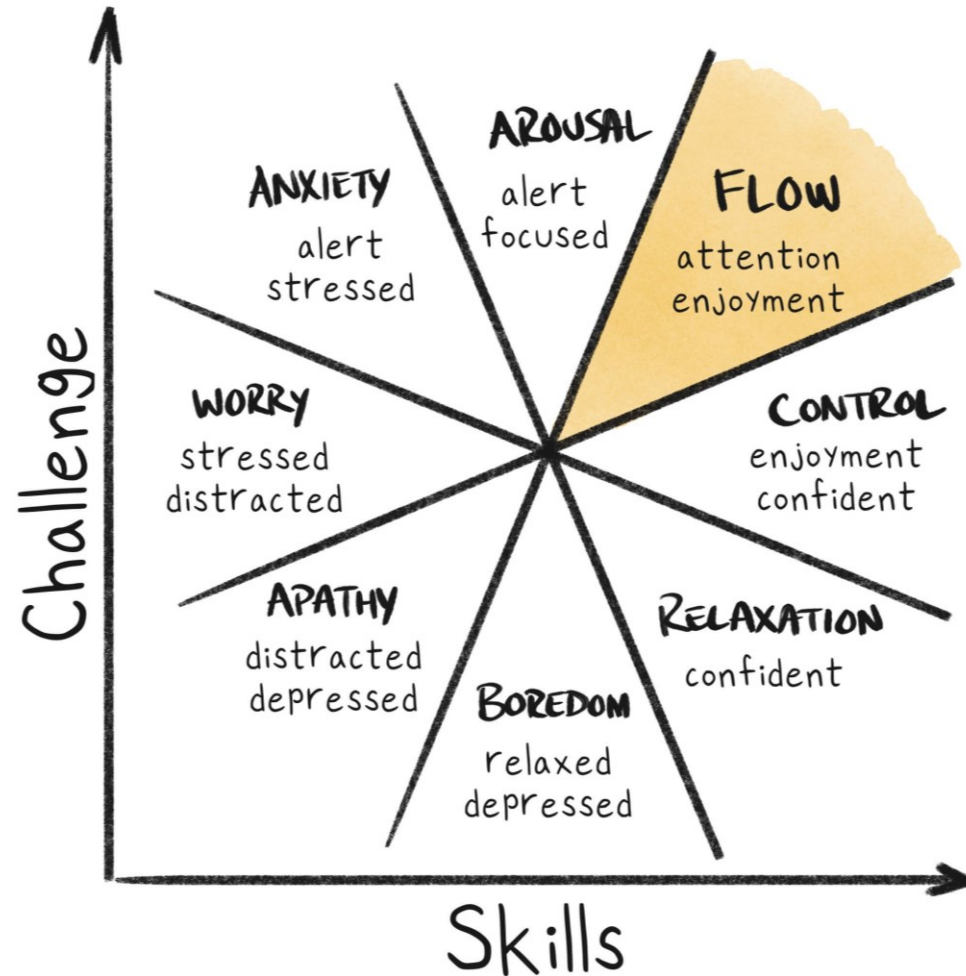 AROUSAL
alert
focused
FLOW
attention
enjoyment
ANXIETY
alert
stressed
WORRY
stressed
distracted
CONTROL
enjoyment
confident
APATHY
distracted
depressed
RELAXATION
confident
BOREDOM
relaxed
depressed
Challenge
Skills